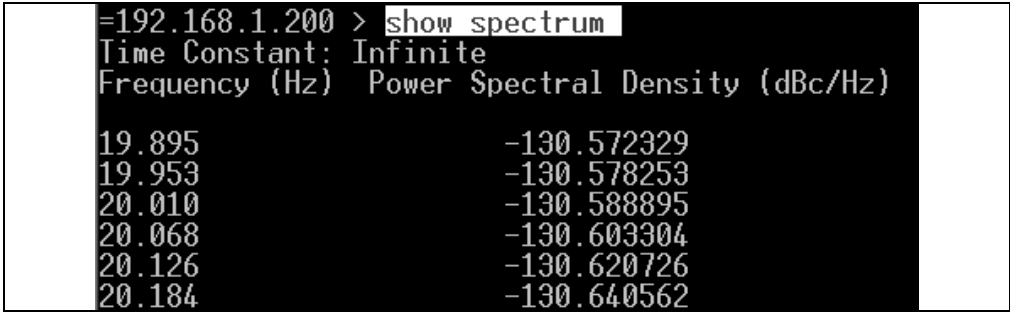 =192.168.1.200 > show spectrum
Time Constant: Infinite
Frequency (Hz)  Power Spectral Density (dBc/Hz)
19.895 -130.572329
19.953 -130.578253
20.010 -130.588895
20.068 -130.603304
20.126 -130.620726
20.184 -130.640562